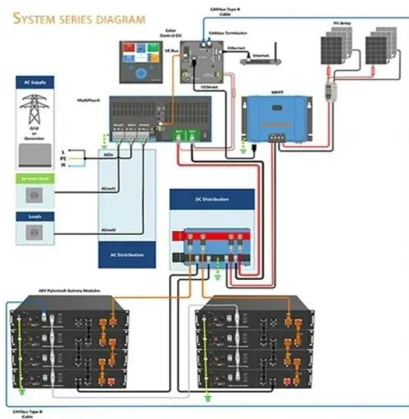 SYSTEM SERIES DIAGRAM
CANbus Type B
Cable
Color
Control GX
CANbus Terminator
PV Array
VE.Bus
Ethernet
Internet
AC Supply
VE.Direct
MultiPlus-II
MPPT
Grid
or
Generator
L
PE
N
ACin
ACout1
Loads
DC Distribution
ACout2
AC Distribution
48V Pylontech Battery Modules
CANbus Type B
Cable